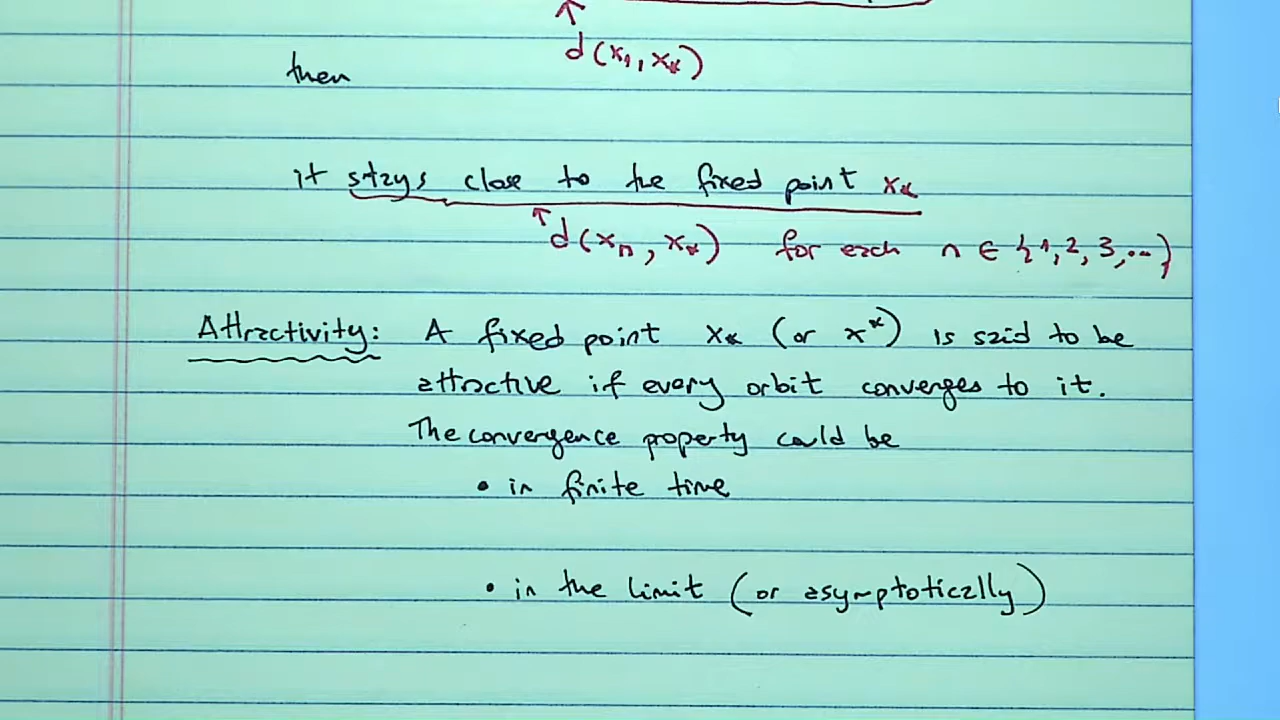 d(x₁, x*)
then
it stays close to the fixed point x*
d(xₙ, x*) for each n ∈ {1, 2, 3, ...}
Attractivity: A fixed point x* (or x*) is said to be
attractive if every orbit converges to it.
The convergence property could be
• in finite time
• in the limit (or asymptotically)